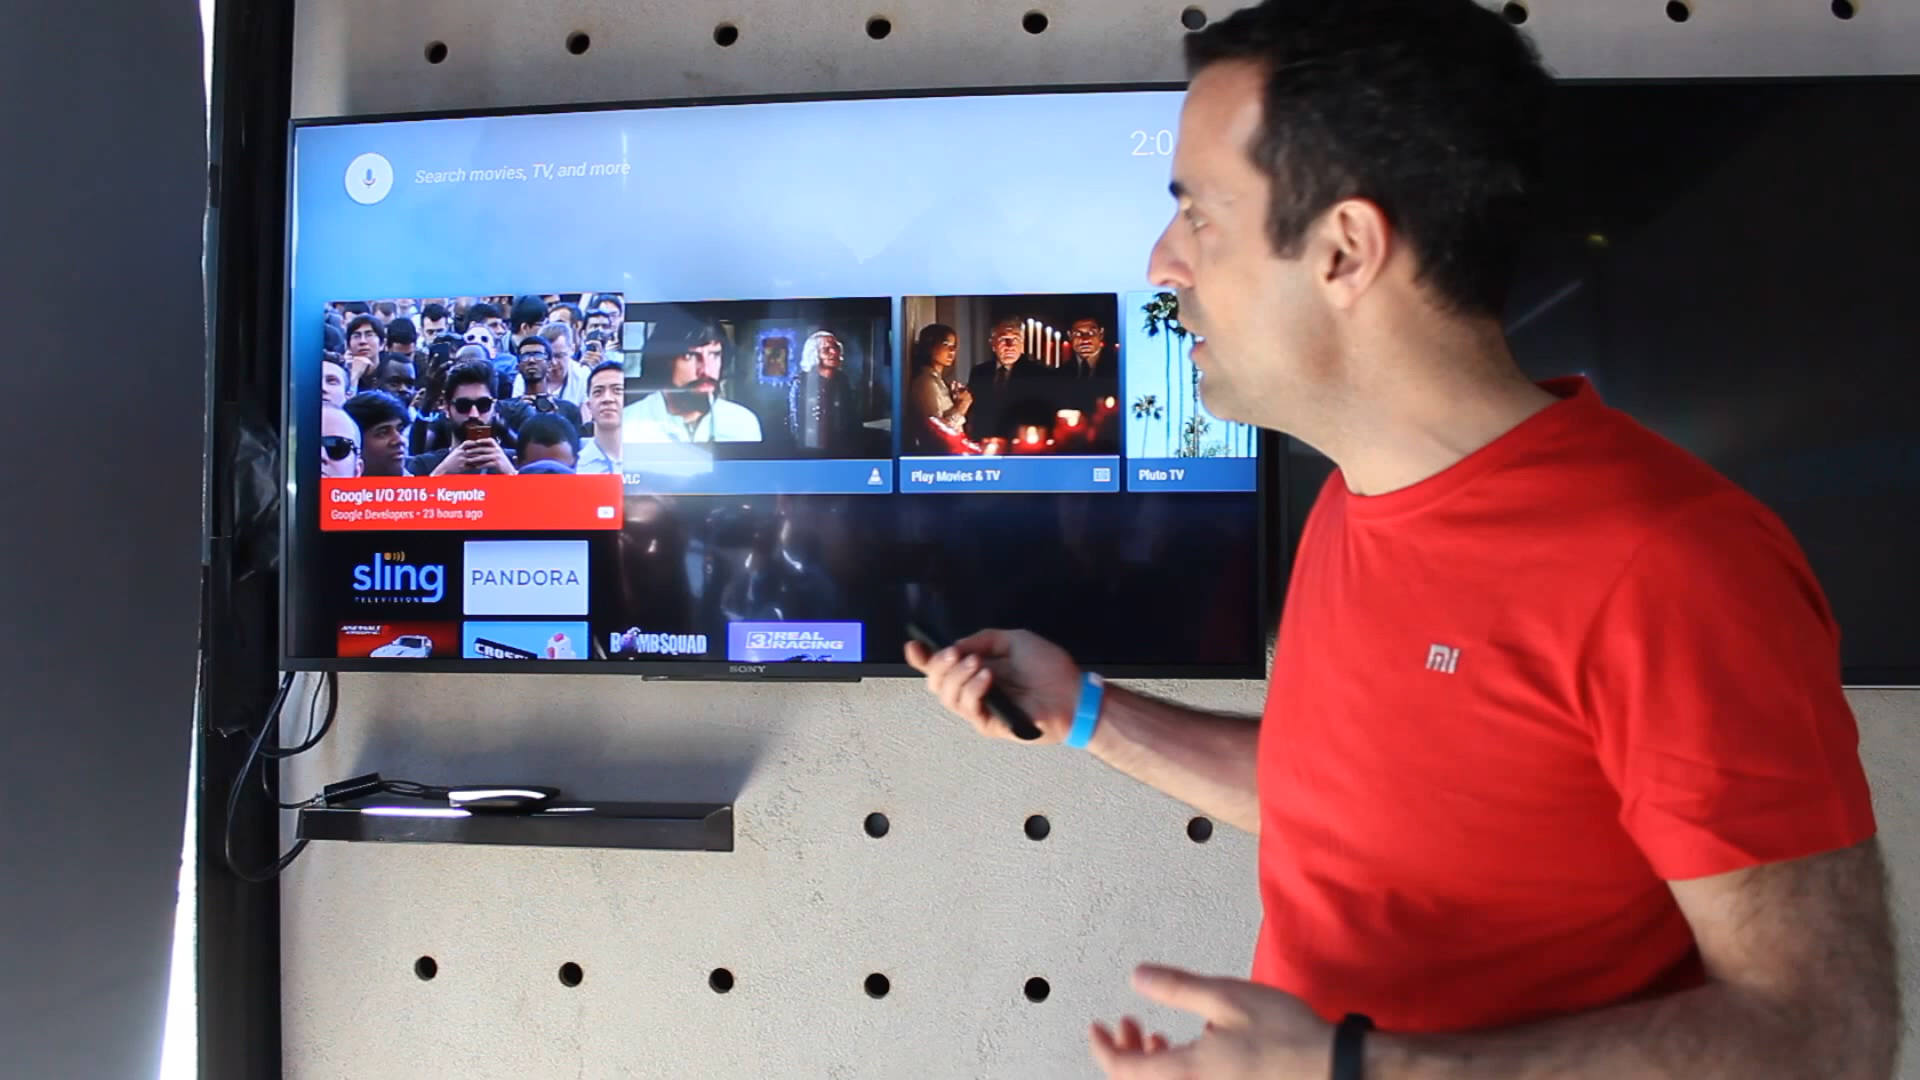 Search movies, TV, and more
2:0
Google I/O 2016 - Keynote
Google Developers • 23 hours ago
VLC
Play Movies & TV
Pluto TV
sling
TELEVISION
PANDORA
BOMBSQUAD
3 REAL
RACING
SONY
MI